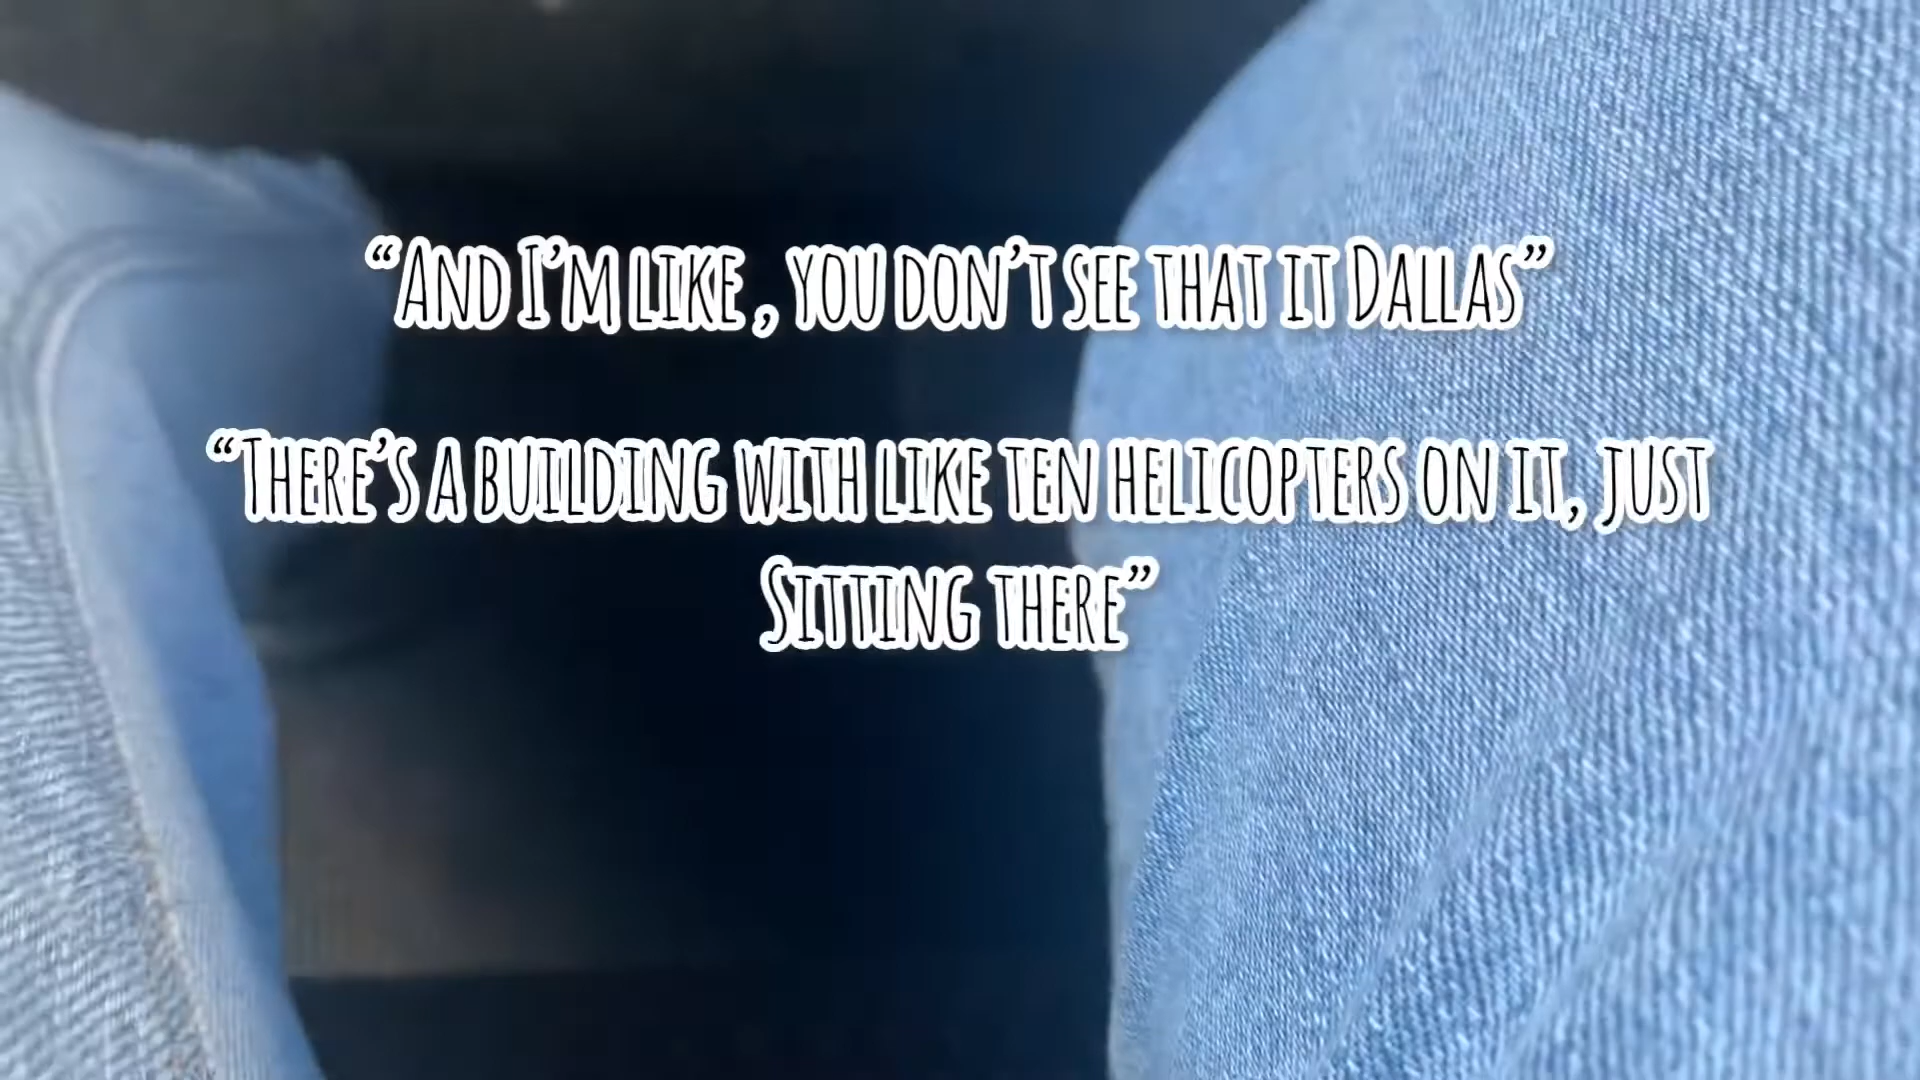 “And I’m like , you don’t see that it Dallas”
“There’s a building with like ten helicopters on it, just
Sitting there”